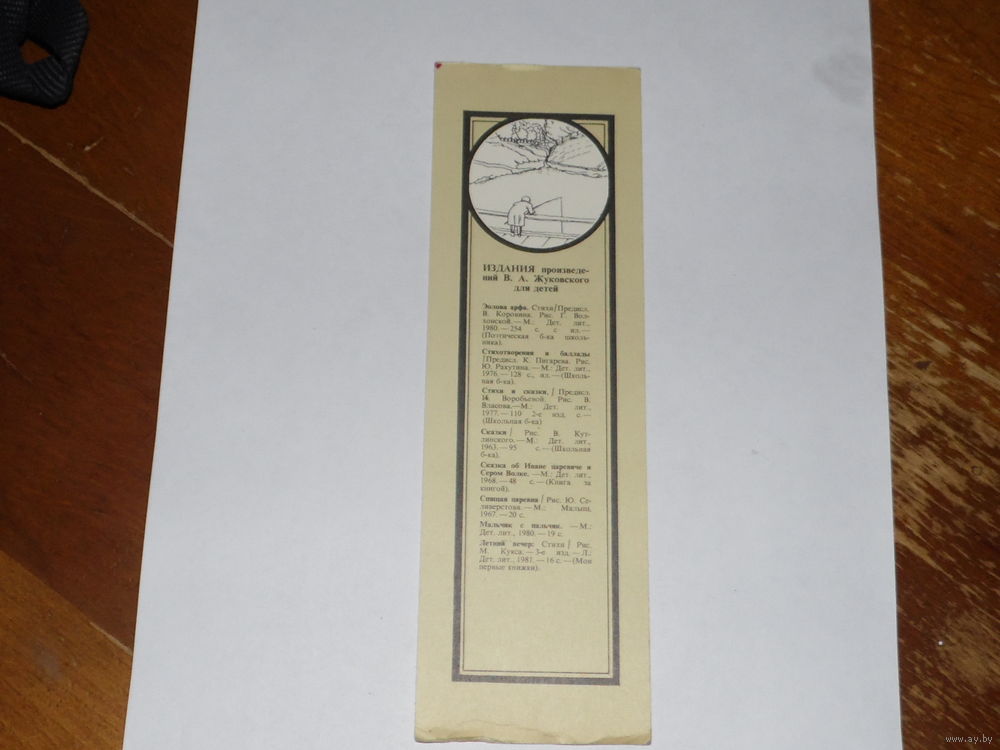 ИЗДАНИЯ произведе-
ний В. А. Жуковского
для детей
Эолова арфа. Стихи/Предисл.
В. Коровина. Рис. Г. Вол-
хонской.—М.: Дет. лит.,
1980.—254 с. с ил.—
(Поэтическая б-ка школь-
ника).
Стихотворения и баллады
/Предисл. К. Пигарева. Рис.
Ю. Ракутина.—М.: Дет. лит.,
1976.—128 с., ил.—(Школь-
ная б-ка).
Стихи и сказки. / Предисл.
Воробьевой. Рис. В.
Власова.—М.: Дет. лит.,
1977.—110 2-е изд. с.—
(Школьная б-ка)
Сказки/ Рис. В. Кут-
линского.—М.: Дет. лит.,
1963.—95 с.—(Школьная
б-ка).
Сказка об Иване царевиче и
Сером Волке. —М.: Дет. лит.,
1968.—48 с.—(Книга за
книгой).
Спящая царевна/ Рис. Ю. Се-
ливерстова.—М.: Малыш,
1967.—20 с.
Мальчик с пальчик. —М.:
Дет. лит., 1980.—19 с.
Летний вечер: Стихи/ Рис.
М. Кукса.—3-е изд.—Л.:
Дет. лит., 1981.—16 с.—(Мои
первые книжки).
www.ay.by